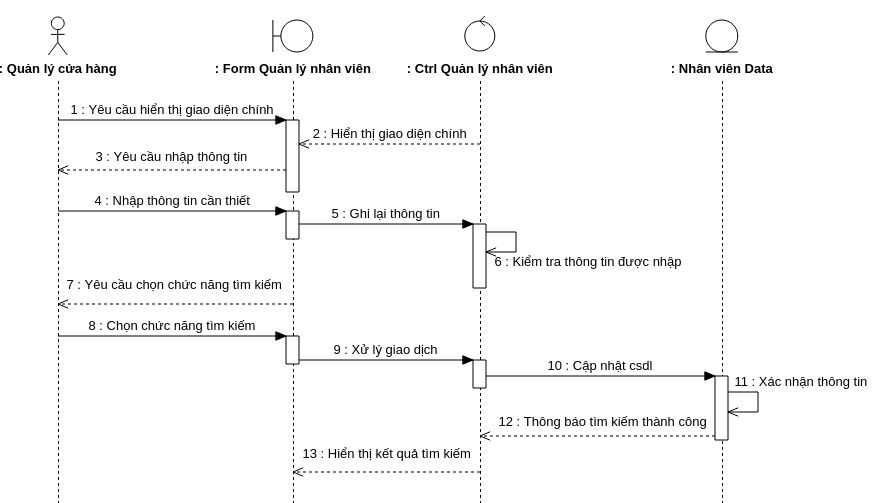 : Quản lý cửa hàng
: Form Quản lý nhân viên
: Ctrl Quản lý nhân viên
: Nhân viên Data
1 : Yêu cầu hiển thị giao diện chính
2 : Hiển thị giao diện chính
3 : Yêu cầu nhập thông tin
4 : Nhập thông tin cần thiết
5 : Ghi lại thông tin
6 : Kiểm tra thông tin được nhập
7 : Yêu cầu chọn chức năng tìm kiếm
8 : Chọn chức năng tìm kiếm
9 : Xử lý giao dịch
10 : Cập nhật csdl
11 : Xác nhận thông tin
12 : Thông báo tìm kiếm thành công
13 : Hiển thị kết quả tìm kiếm